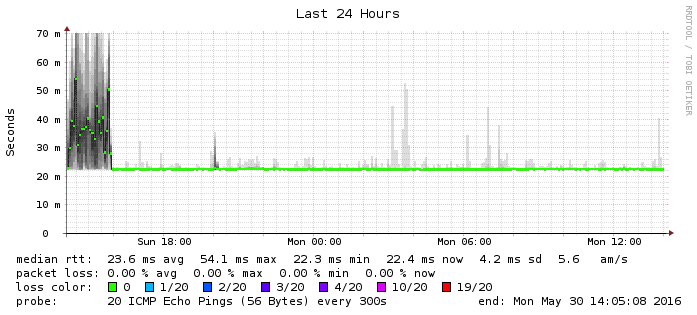 Last 24 Hours
RRDTOOL / TOBI OETIKER
Seconds
70 m
60 m
50 m
40 m
30 m
20 m
10 m
0
Sun 18:00 Mon 00:00 Mon 06:00 Mon 12:00
median rtt: 23.6 ms avg 54.1 ms max 22.3 ms min 22.4 ms now 4.2 ms sd 5.6 am/s
packet loss: 0.00 % avg 0.00 % max 0.00 % min 0.00 % now
loss color: 0 1/20 2/20 3/20 4/20 10/20 19/20
probe: 20 ICMP Echo Pings (56 Bytes) every 300s end: Mon May 30 14:05:08 2016